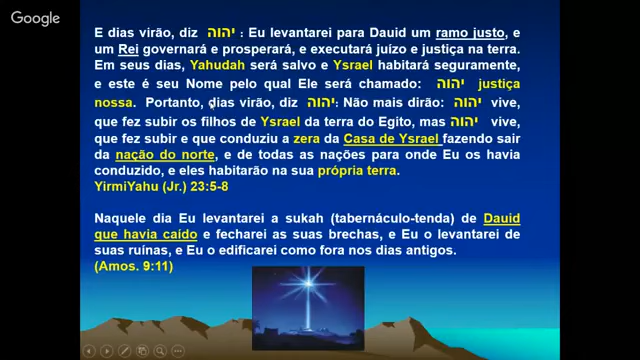 Google
E dias virão, diz יהוה : Eu levantarei para Dauid um ramo justo, e
um Rei governará e prosperará, e executará juízo e justiça na terra.
Em seus dias, Yahudah será salvo e Ysrael habitará seguramente,
e este é seu Nome pelo qual Ele será chamado: יהוה justiça
nossa. Portanto, dias virão, diz יהוה: Não mais dirão: יהוה vive,
que fez subir os filhos de Ysrael da terra do Egito, mas יהוה vive,
que fez subir e que conduziu a zera da Casa de Ysrael fazendo sair
da nação do norte, e de todas as nações para onde Eu os havia
conduzido, e eles habitarão na sua própria terra.
YirmiYahu (Jr.) 23:5-8
Naquele dia Eu levantarei a sukah (tabernáculo-tenda) de Dauid
que havia caído e fecharei as suas brechas, e Eu o levantarei de
suas ruínas, e Eu o edificarei como fora nos dias antigos.
(Amos. 9:11)